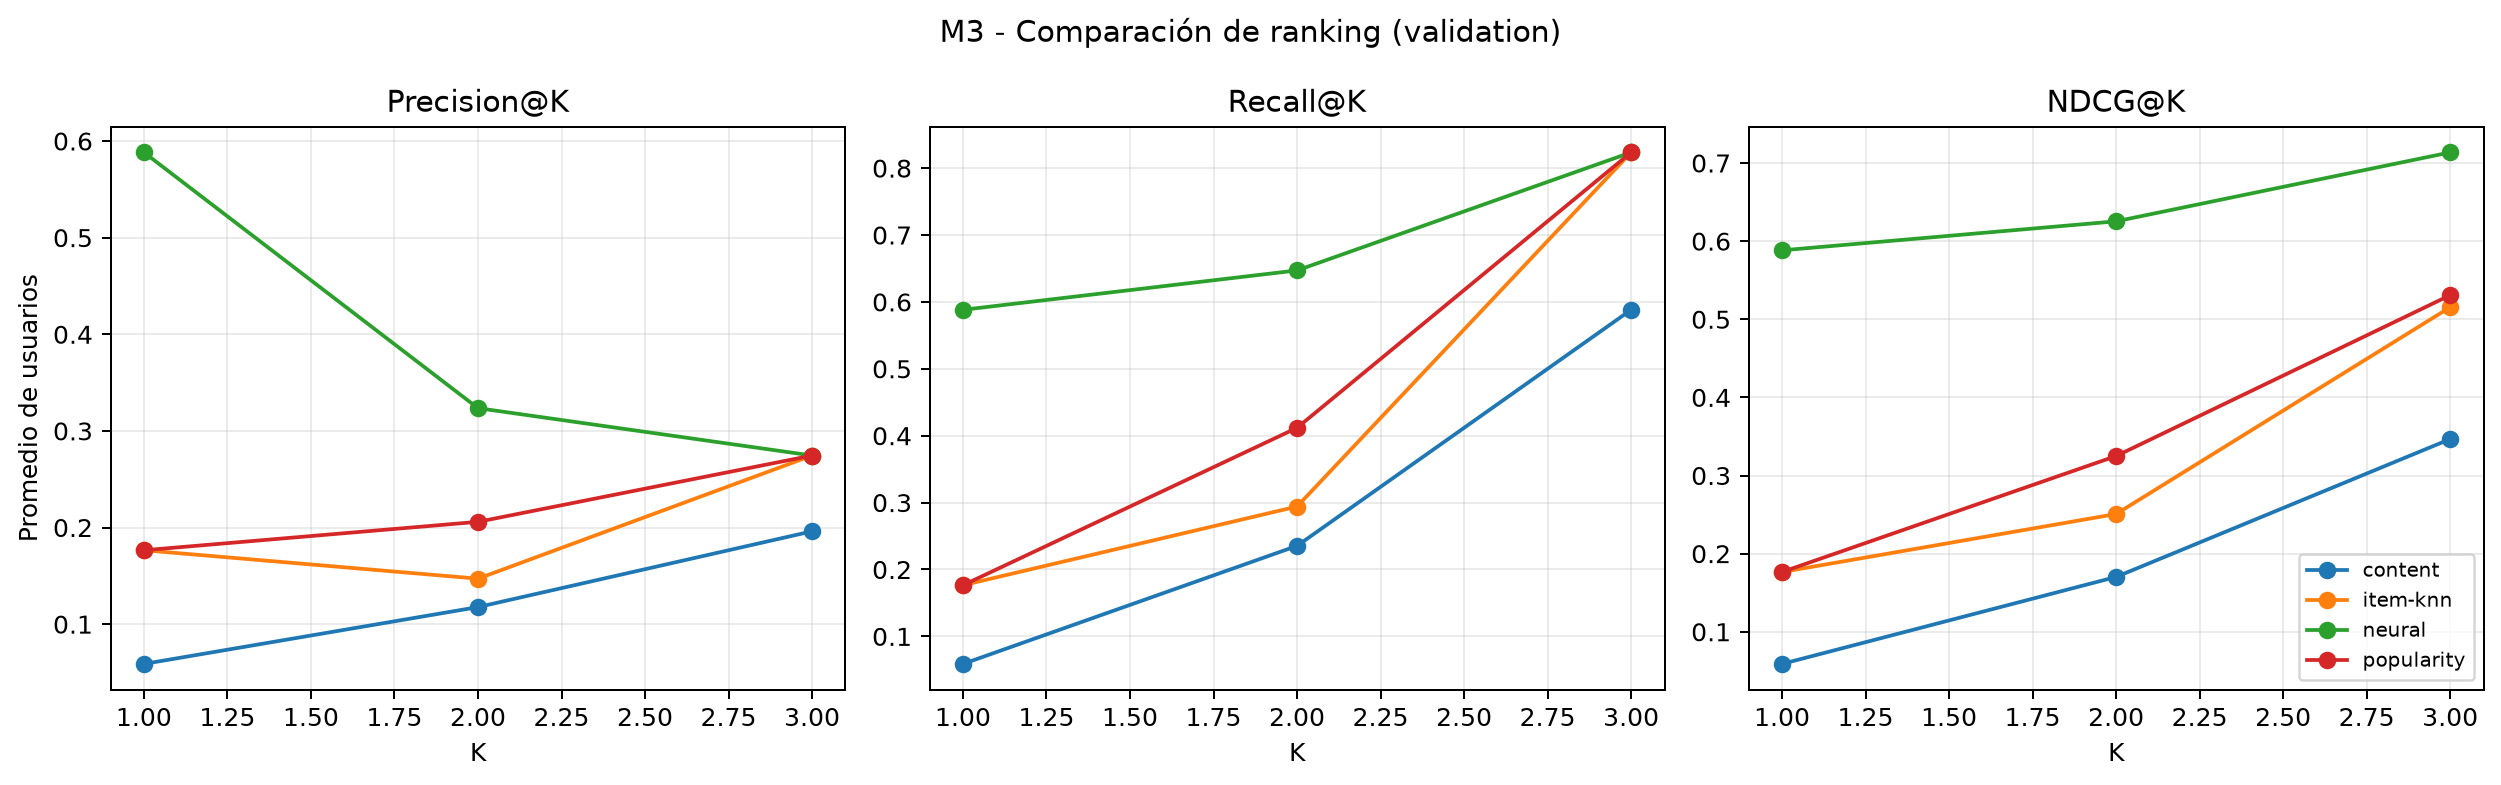 M3 - Comparación de ranking (validation)
Precision@K
Promedio de usuarios
0.6
0.5
0.4
0.3
0.2
0.1
1.00 1.25 1.50 1.75 2.00 2.25 2.50 2.75 3.00
K
Recall@K
0.8
0.7
0.6
0.5
0.4
0.3
0.2
0.1
1.00 1.25 1.50 1.75 2.00 2.25 2.50 2.75 3.00
K
NDCG@K
0.7
0.6
0.5
0.4
0.3
0.2
0.1
content
item-knn
neural
popularity
1.00 1.25 1.50 1.75 2.00 2.25 2.50 2.75 3.00
K